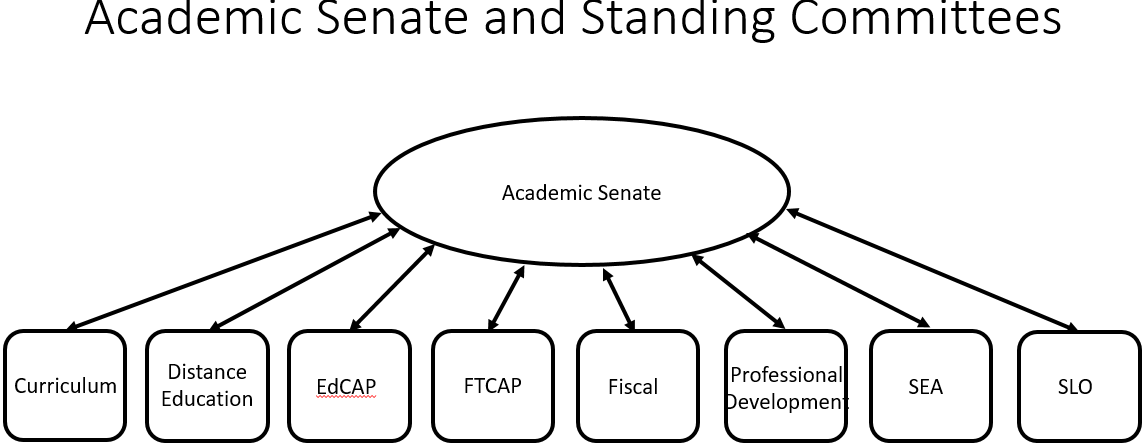 Academic Senate and Standing Committees
Academic Senate
Curriculum
Distance
Education
EdCAP
FTCAP
Fiscal
Professional
Development
SEA
SLO